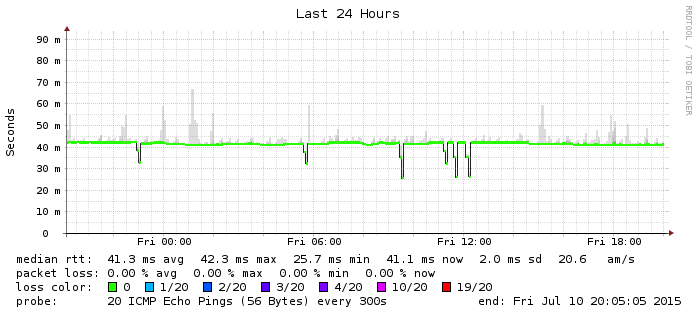 Last 24 Hours
RRDTOOL / TOBI OETIKER
Seconds
90 m
80 m
70 m
60 m
50 m
40 m
30 m
20 m
10 m
0
Fri 00:00 Fri 06:00 Fri 12:00 Fri 18:00
median rtt: 41.3 ms avg 42.3 ms max 25.7 ms min 41.1 ms now 2.0 ms sd 20.6 am/s
packet loss: 0.00 % avg 0.00 % max 0.00 % min 0.00 % now
loss color: 0 1/20 2/20 3/20 4/20 10/20 19/20
probe: 20 ICMP Echo Pings (56 Bytes) every 300s end: Fri Jul 10 20:05:05 2015